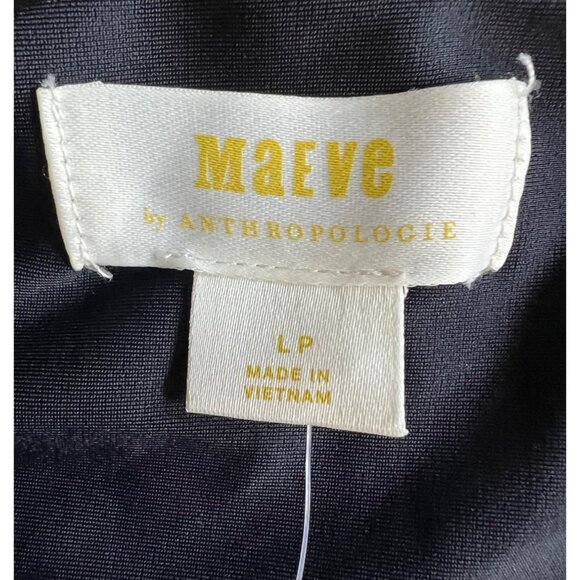 MaEve
by ANTHROPOLOGIE
LP
MADE IN
VIETNAM